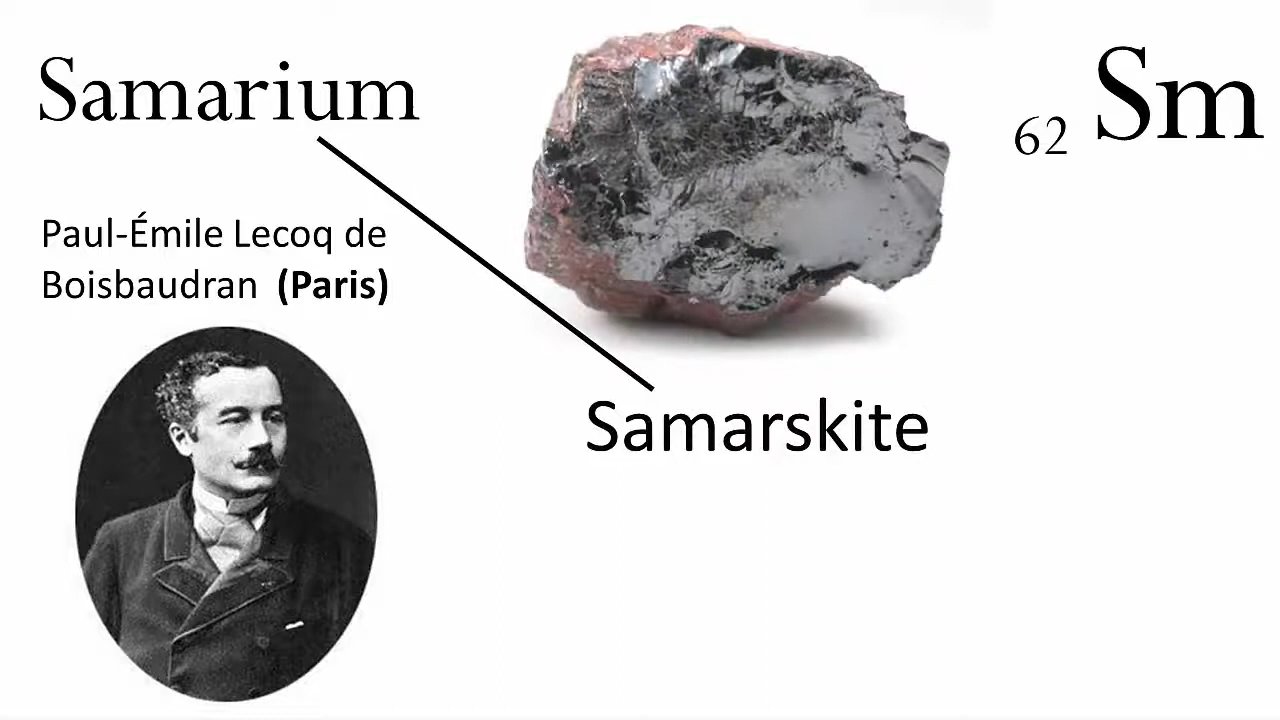 Samarium
62 Sm
Paul-Émile Lecoq de
Boisbaudran (Paris)
Samarskite